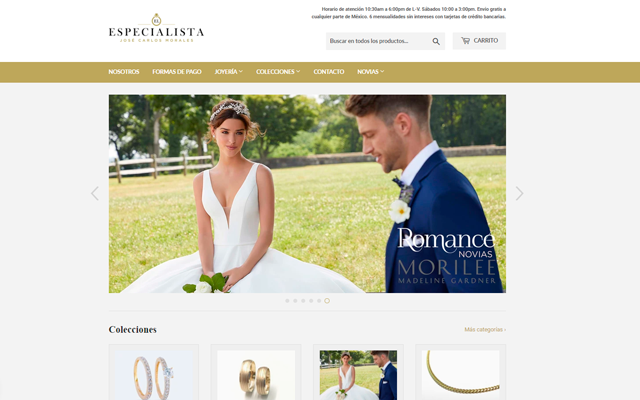 EL
ESPECIALISTA
JOSÉ CARLOS MORALES
Horario de atención 10:30am a 6:00pm de L-V. Sábados 10:00 a 3:00pm. Envío gratis a
cualquier parte de México. 6 mensualidades sin intereses con tarjetas de crédito bancarias.
Buscar en todos los productos...
CARRITO
NOSOTROS FORMAS DE PAGO JOYERÍA COLECCIONES CONTACTO NOVIAS
Romance
NOVIAS
MORILEE
MADELINE GARDNER
Colecciones
Más categorías ›